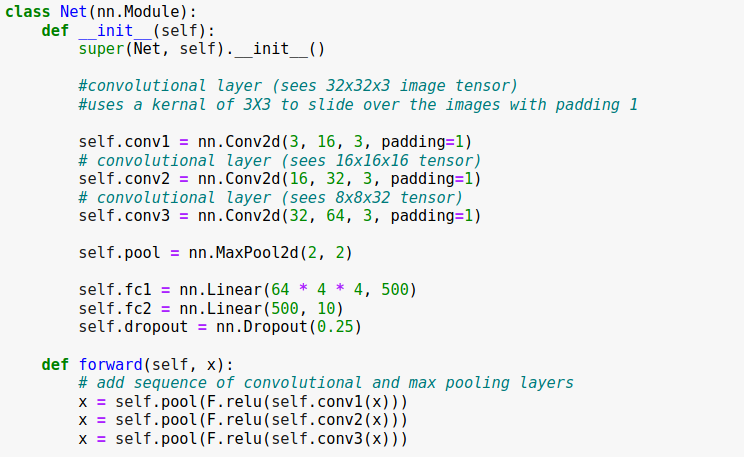 class Net(nn.Module):
    def __init__(self):
        super(Net, self).__init__()

        #convolutional layer (sees 32x32x3 image tensor)
        #uses a kernal of 3X3 to slide over the images with padding 1

        self.conv1 = nn.Conv2d(3, 16, 3, padding=1)
        # convolutional layer (sees 16x16x16 tensor)
        self.conv2 = nn.Conv2d(16, 32, 3, padding=1)
        # convolutional layer (sees 8x8x32 tensor)
        self.conv3 = nn.Conv2d(32, 64, 3, padding=1)

        self.pool = nn.MaxPool2d(2, 2)

        self.fc1 = nn.Linear(64 * 4 * 4, 500)
        self.fc2 = nn.Linear(500, 10)
        self.dropout = nn.Dropout(0.25)

    def forward(self, x):
        # add sequence of convolutional and max pooling layers
        x = self.pool(F.relu(self.conv1(x)))
        x = self.pool(F.relu(self.conv2(x)))
        x = self.pool(F.relu(self.conv3(x)))